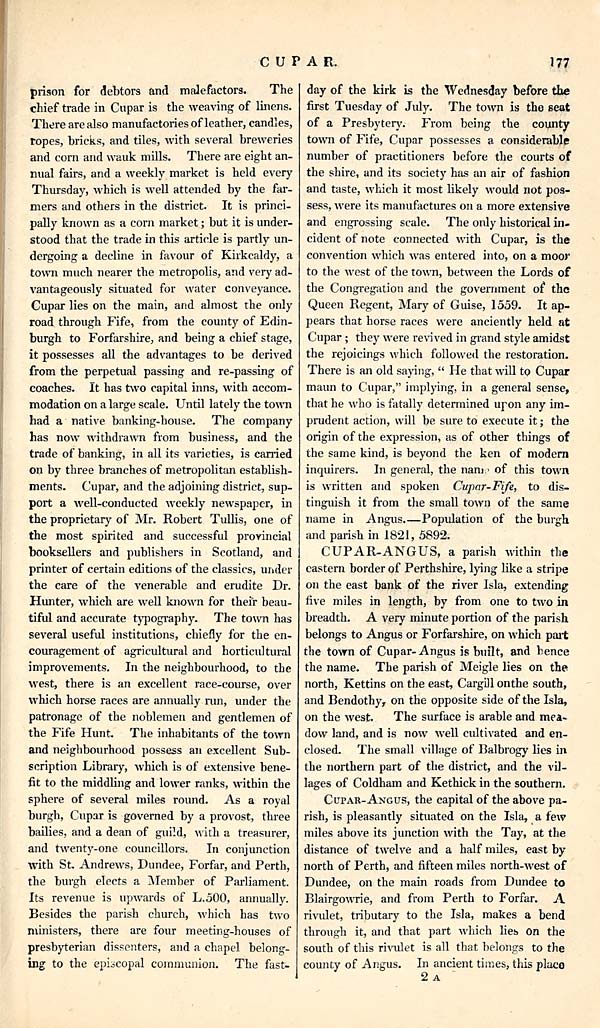 CUPAR. 177
prison for debtors and malefactors. The
chief trade in Cupar is the weaving of linens.
There are also manufactories of leather, candles,
ropes, bricks, and tiles, with several breweries
and corn and wauk mills. There are eight an-
nual fairs, and a weekly market is held every
Thursday, which is well attended by the far-
mers and others in the district. It is princi-
pally known as a corn market; but it is under-
stood that the trade in this article is partly un-
dergoing a decline in favour of Kirkcaldy, a
town much nearer the metropolis, and very ad-
vantageously situated for water conveyance.
Cupar lies on the main, and almost the only
road through Fife, from the county of Edin-
burgh to Forfarshire, and being a chief stage,
it possesses all the advantages to be derived
from the perpetual passing and re-passing of
coaches. It has two capital inns, with accom-
modation on a large scale. Until lately the town
had a native banking-house. The company
has now withdrawn from business, and the
trade of banking, in all its varieties, is carried
on by three branches of metropolitan establish-
ments. Cupar, and the adjoining district, sup-
port a well-conducted weekly newspaper, in
the proprietary of Mr. Robert Tullis, one of
the most spirited and successful provincial
booksellers and publishers in Scotland, and
printer of certain editions of the classics, under
the care of the venerable and erudite Dr.
Hunter, which are well known for their beau-
tiful and accurate typography. The town has
several useful institutions, chiefly for the en-
couragement of agricultural and horticultural
improvements. In the neighbourhood, to the
west, there is an excellent race-course, over
which horse races are annually run, under the
patronage of the noblemen and gentlemen of
the Fife Hunt. The inhabitants of the town
and neighbourhood possess an excellent Sub-
scription Library, which is of extensive bene-
fit to the middling and lower ranks, within the
sphere of several miles round. As a royal
burgh, Cupar is governed by a provost, three
bailies, and a dean of guild, with a treasurer,
and twenty-one councillors. In conjunction
with St. Andrews, Dundee, Forfar, and Perth,
the burgh elects a Member of Parliament.
Its revenue is upwards of L.500, annually.
Besides the parish church, which has two
ministers, there are four meeting-houses of
presbyterian dissenters, and a chapel belong-
ing to the episcopal communion. The fast-
day of the kirk is the Wednesday before the
first Tuesday of July. The town is the seat
of a Presbytery. From being the county
town of Fife, Cupar possesses a considerable
number of practitioners before the courts of
the shire, and its society has an air of fashion
and taste, which it most likely would not pos-
sess, were its manufactures on a more extensive
and engrossing scale. The only historical in-
cident of note connected with Cupar, is the
convention which was entered into, on a moor
to the west of the town, between the Lords of
the Congregation and the government of the
Queen Regent, Mary of Guise, 1559. It ap-
pears that horse races were anciently held at
Cupar; they were revived in grand style amidst
the rejoicings which followed the restoration.
There is an old saying, “ He that will to Cupar
maun to Cupar,” implying, in a general sense,
that he who is fatally determined upon any im-
prudent action, will be sure to execute it; the
origin of the expression, as of other things of
the same kind, is beyond the ken of modern
inquirers. In general, the name of this town
is written and spoken Cupar-Fife, to dis-
tinguish it from the small town of the same
name in Angus.—Population of the burgh
and parish in 1821, 5892.
CUPAR-ANGUS, a parish within the
eastern border of Perthshire, lying like a stripe
on the east bank of the river Isla, extending
five miles in length, by from one to two in
breadth. A very minute portion of the parish
belongs to Angus or Forfarshire, on which part
the town of Cupar-Angus is built, and hence
the name. The parish of Meigle lies on the
north, Kettins on the east, Cargill onthe south,
and Bendothy, on the opposite side of the Isla,
on the west. The surface is arable and mea-
dow land, and is now well cultivated and en-
closed. The small village of Balbrogy lies in
the northern part of the district, and the vil-
lages of Coldham and Kethick in the southern.
CUPAR-ANGUS, the capital of the above pa-
rish, is pleasantly situated on the Isla, a few
miles above its junction with the Tay, at the
distance of twelve and a half miles, east by
north of Perth, and fifteen miles north-west of
Dundee, on the main roads from Dundee to
Blairgowrie, and from Perth to Forfar. A
rivulet, tributary to the Isla, makes a bend
through it, and that part which lies on the
south of this rivulet is all that belongs to the
county of Angus. In ancient times, this place
2 A